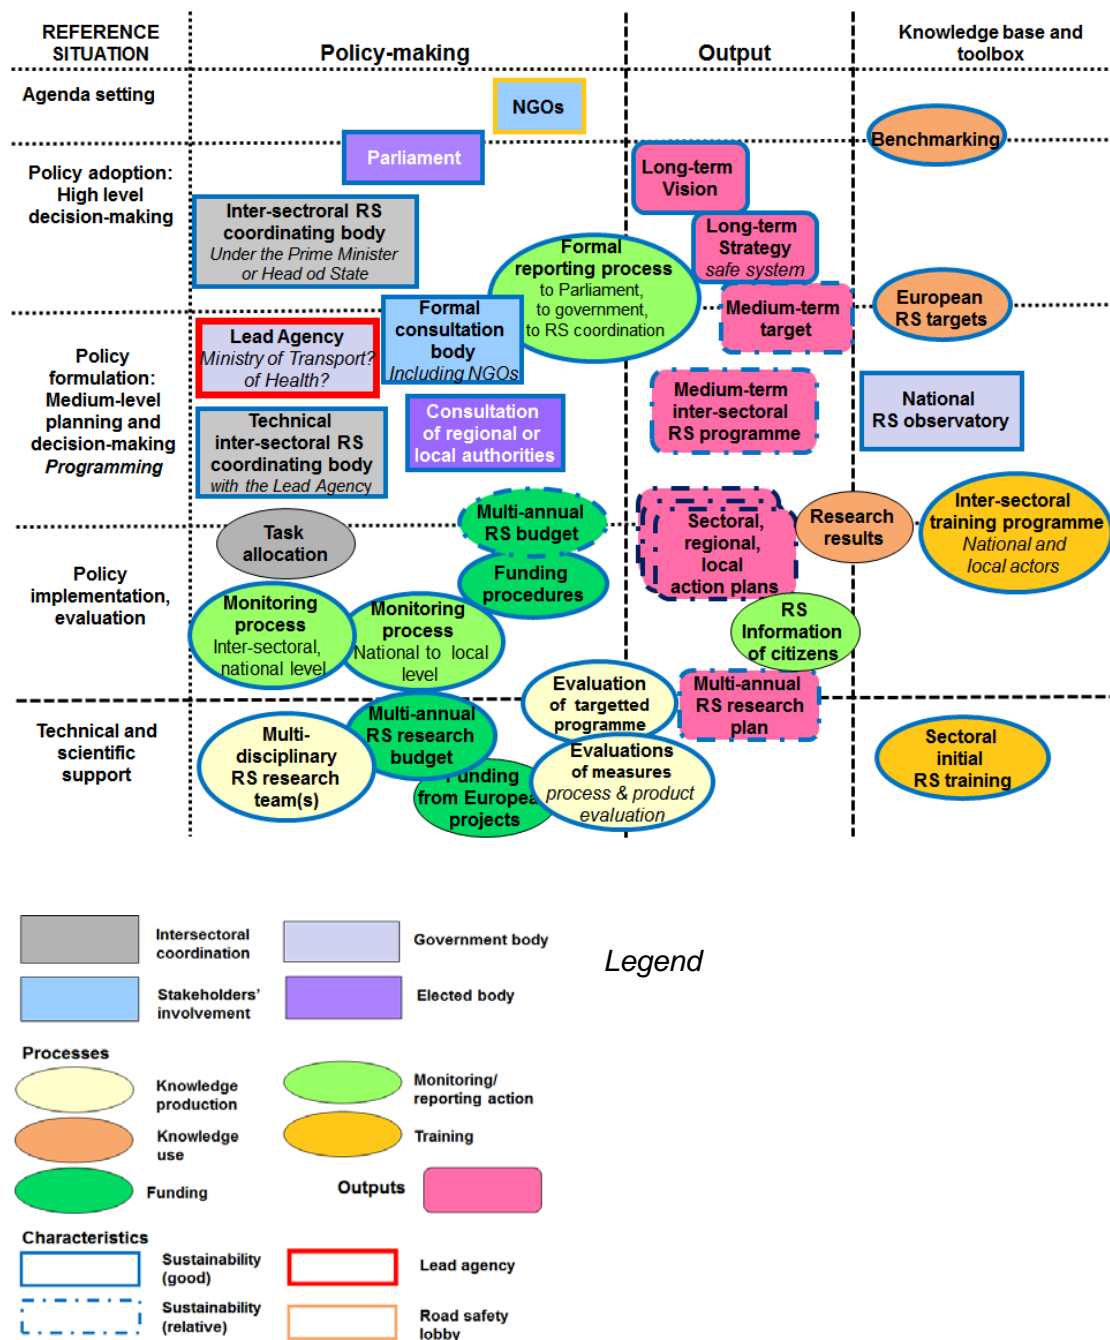 REFERENCE
SITUATION
Policy-making
Output
Knowledge base and
toolbox
Agenda setting
NGOs
Benchmarking
Policy adoption:
High level
decision-making
Parliament
Long-term
Vision
Inter-sectroral RS
coordinating body
Under the Prime Minister
or Head od State
Long-term
Strategy
safe system
Formal
reporting process
to Parliament,
to government,
to RS coordination
European
RS targets
Medium-term
target
Formal
consultation
body
Including NGOs
Lead Agency
Ministry of Transport?
of Health?
Policy
formulation:
Medium-level
planning and
decision-making
Programming
Medium-term
inter-sectoral
RS programme
National
RS observatory
Consultation
of regional or
local authorities
Technical
inter-sectoral RS
coordinating body
with the Lead Agency
Multi-annual
RS budget
Sectoral,
regional,
local
action plans
Research
results
Inter-sectoral
training programme
National and
local actors
Task
allocation
Policy
implementation,
evaluation
Funding
procedures
Monitoring
process
Inter-sectoral,
national level
Monitoring
process
National to local
level
RS
Information
of citizens
Evaluation
of targetted
programme
Multi-annual
RS research
plan
Technical and
scientific
support
Multi-
disciplinary
RS research
team(s)
Multi-annual
RS research
budget
Funding
from Europea
projects
Evaluations
of measures
process & product
evaluation
Sectoral
initial
RS training
Legend
Intersectoral
coordination
Government body
Stakeholders'
involvement
Elected body
Processes
Knowledge
production
Monitoring/
reporting action
Knowledge
use
Training
Funding
Outputs
Characteristics
Sustainability
(good)
Lead agency
Sustainability
(relative)
Road safety
lobby